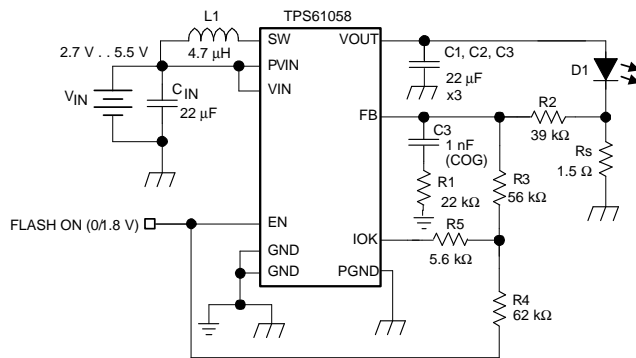 TPS61058
L1
4.7 µH
SW
VOUT
C1, C2, C3
22 µF
x3
D1
2.7 V . . 5.5 V
PVIN
VIN
VIN
CIN
22 µF
FB
R2
39 kΩ
C3
1 nF
(COG)
R1
22 kΩ
R3
56 kΩ
Rs
1.5 Ω
FLASH ON (0/1.8 V)
EN
IOK
R5
5.6 kΩ
GND
GND
PGND
R4
62 kΩ